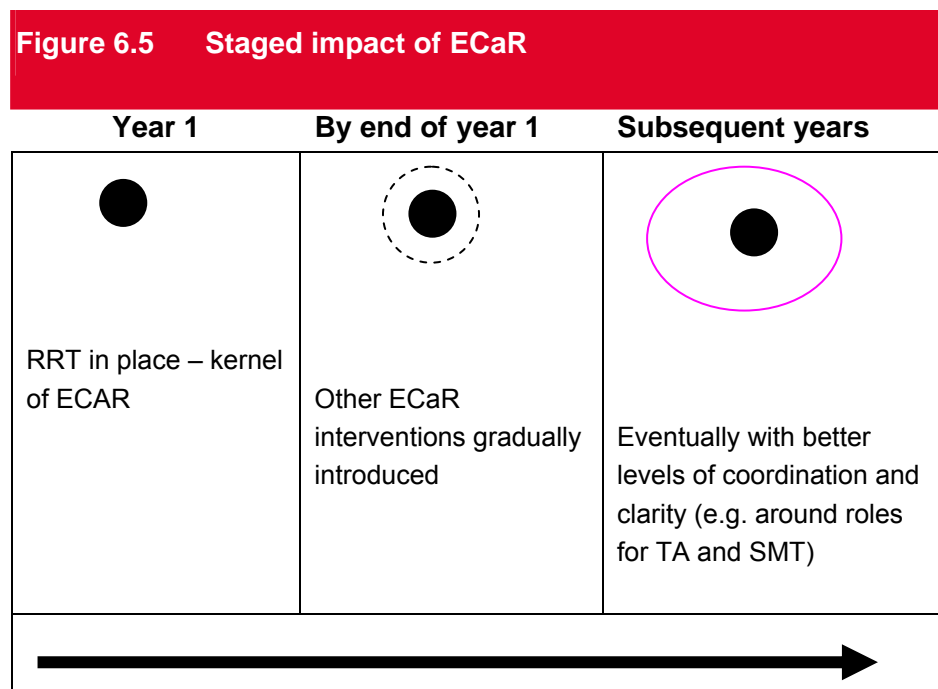 Figure 6.5 Staged impact of ECaR
Year 1 By end of year 1 Subsequent years
RRT in place – kernel
of ECAR
Other ECaR
interventions gradually
introduced
Eventually with better
levels of coordination and
clarity (e.g. around roles
for TA and SMT)